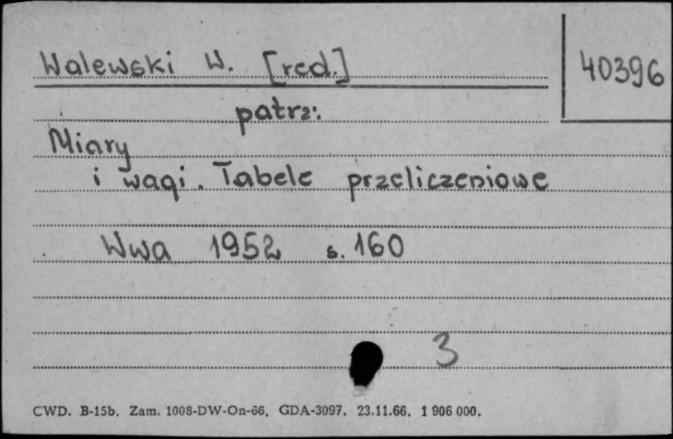 Walewski W. [red.]
40396
patrz:
Miary
i wagi. Tabele przeliczeniowe
Wwa 1952 s. 160
3
CWD. B-15b. Zam. 1008-DW-On-66. GDA-3097. 23.11.66. 1 906 000.